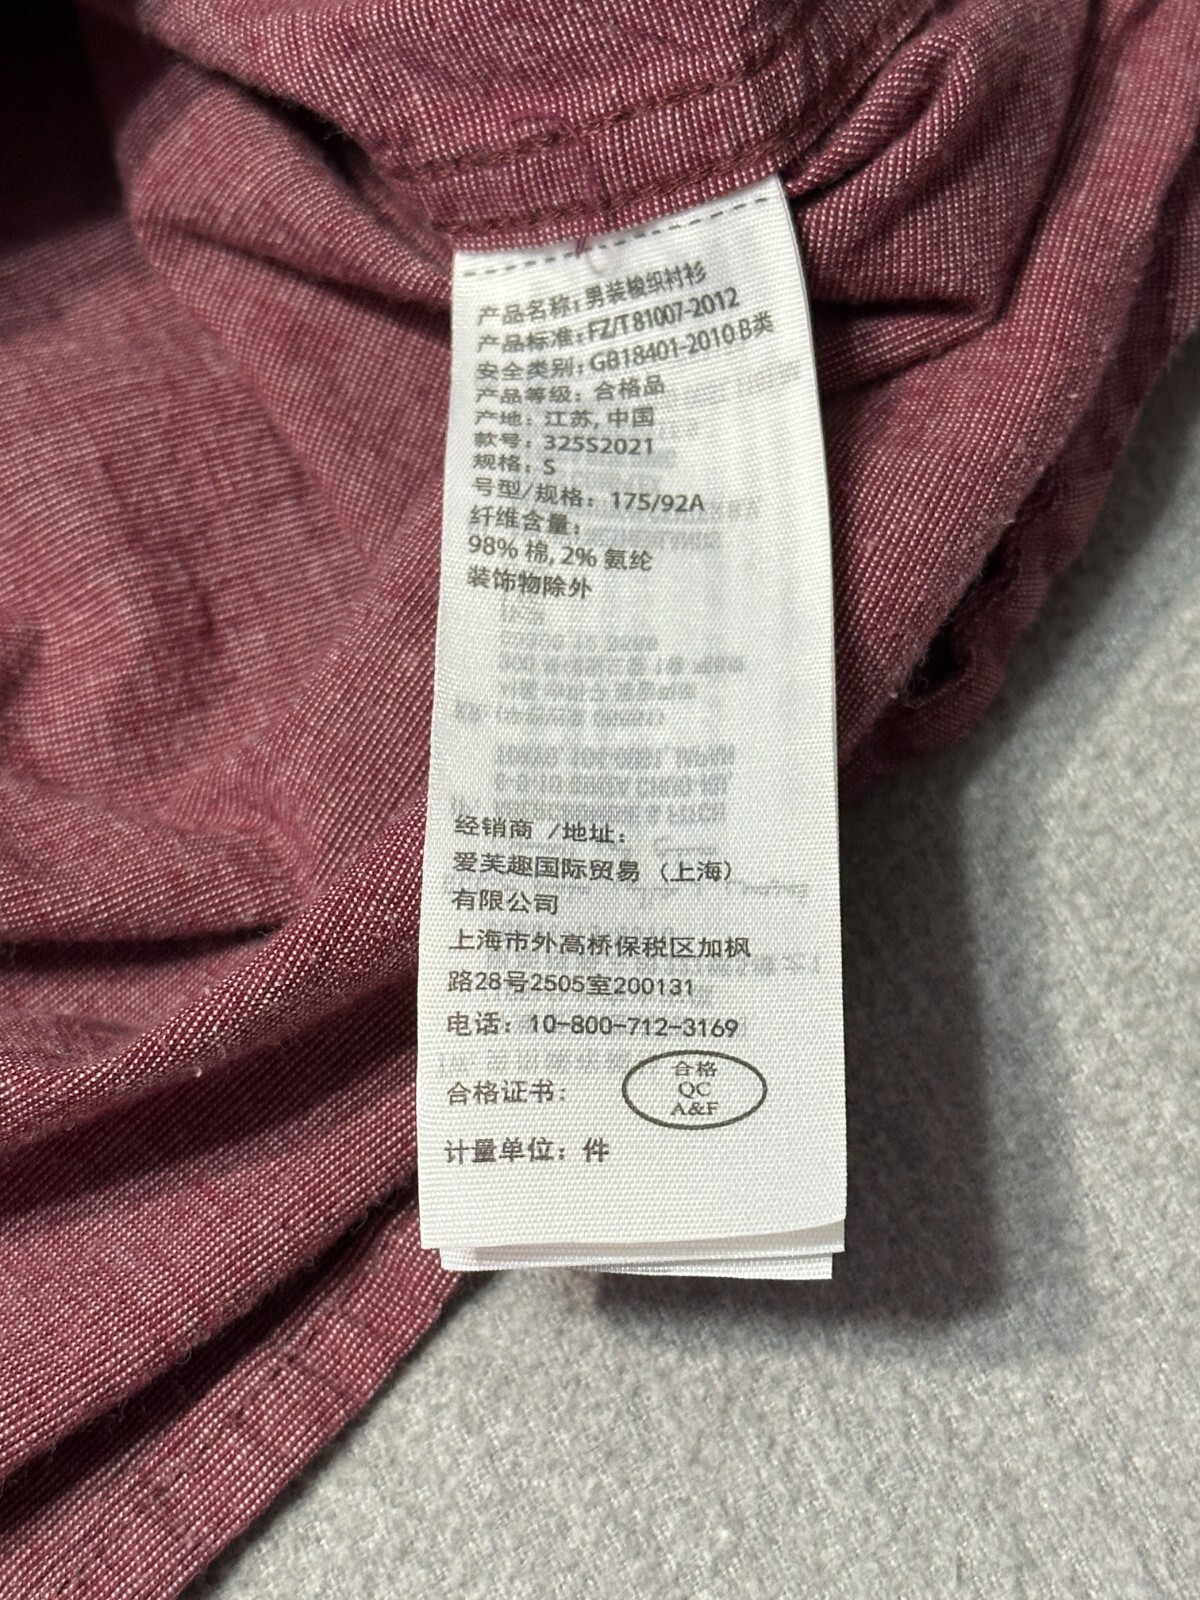 产品名称：男装梭织衬衫
产品标准：FZ/T 81007-2012
安全类别：GB18401-2010 B类
产品等级：合格品
产地：江苏, 中国
款号：325S2021
规格：S
号型/规格：175/92A
纤维含量：
98% 棉, 2% 氨纶
装饰物除外
经销商 /地址：
爱芙趣国际贸易（上海）
有限公司
上海市外高桥保税区加枫
路28号2505室200131
电话：10-800-712-3169
合格
QC
A&F
合格证书：
计量单位：件